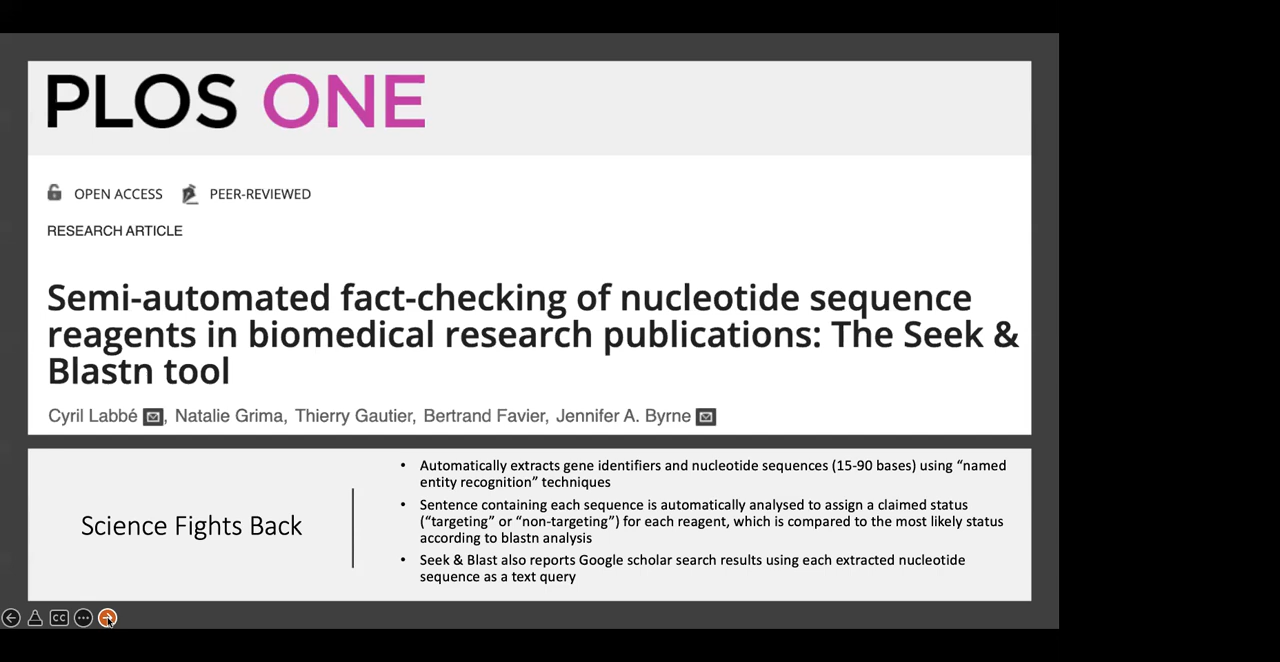 PLOS ONE
OPEN ACCESS PEER-REVIEWED
RESEARCH ARTICLE
Semi-automated fact-checking of nucleotide sequence
reagents in biomedical research publications: The Seek &
Blastn tool
Cyril Labbé , Natalie Grima, Thierry Gautier, Bertrand Favier, Jennifer A. Byrne
Science Fights Back
• Automatically extracts gene identifiers and nucleotide sequences (15-90 bases) using “named
entity recognition” techniques
• Sentence containing each sequence is automatically analysed to assign a claimed status
(“targeting” or “non-targeting”) for each reagent, which is compared to the most likely status
according to blastn analysis
• Seek & Blast also reports Google scholar search results using each extracted nucleotide
sequence as a text query
CC